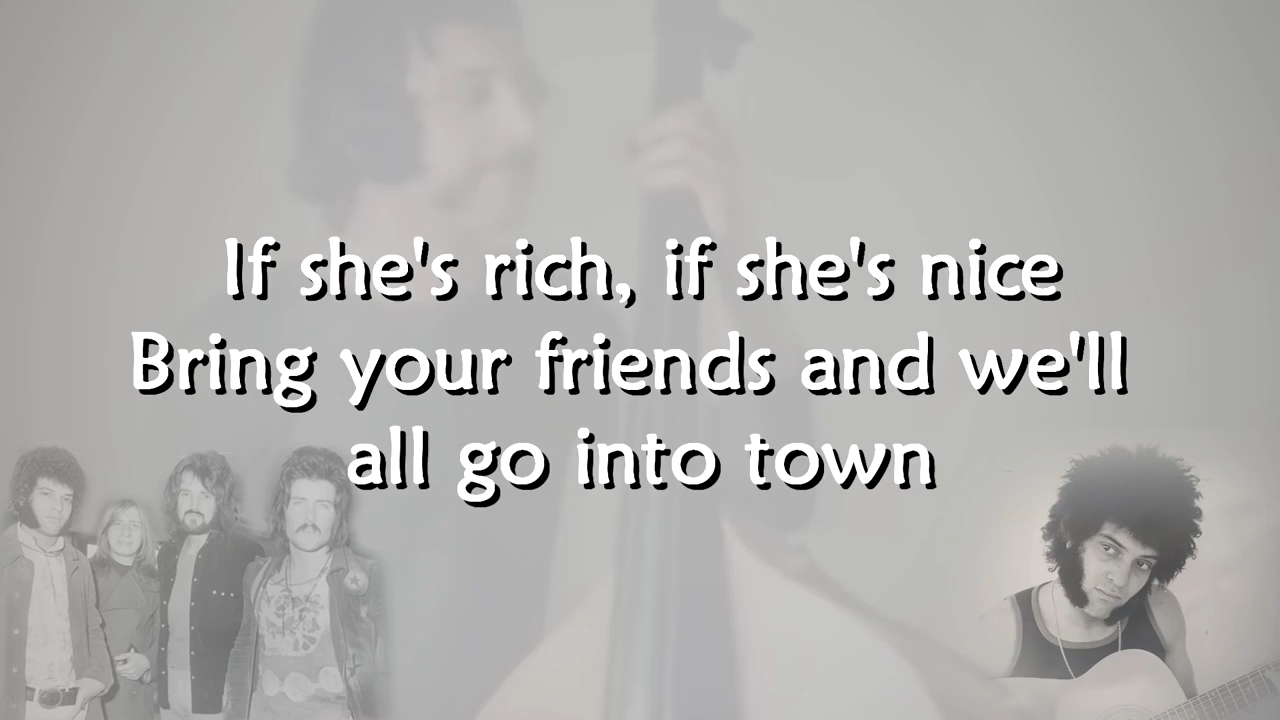 If she's rich, if she's nice
Bring your friends and we'll
all go into town